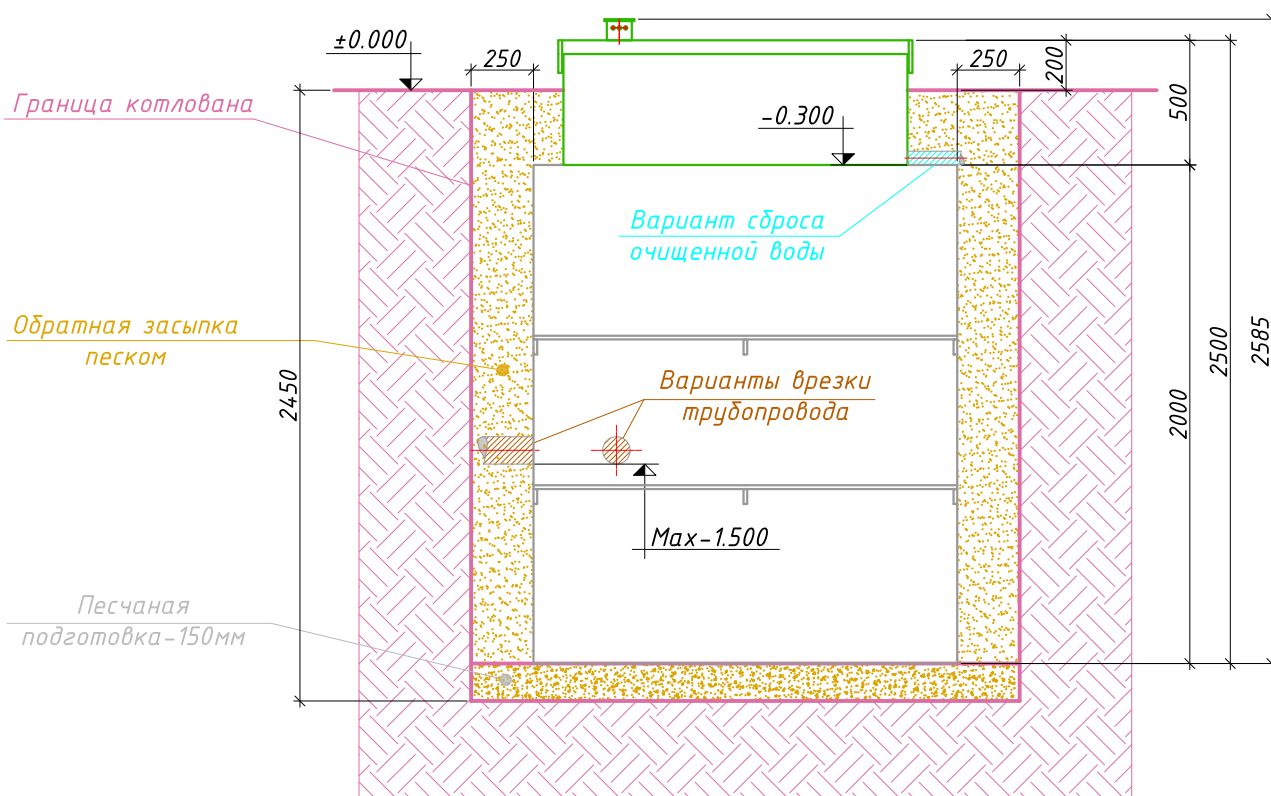 ±0.000
250
250
200
500
Граница котлована
-0.300
Вариант сброса
очищенной воды
Обратная засыпка
песком
2450
Варианты врезки
трубопровода
2500
2585
2000
Max-1.500
Песчаная
подготовка-150мм